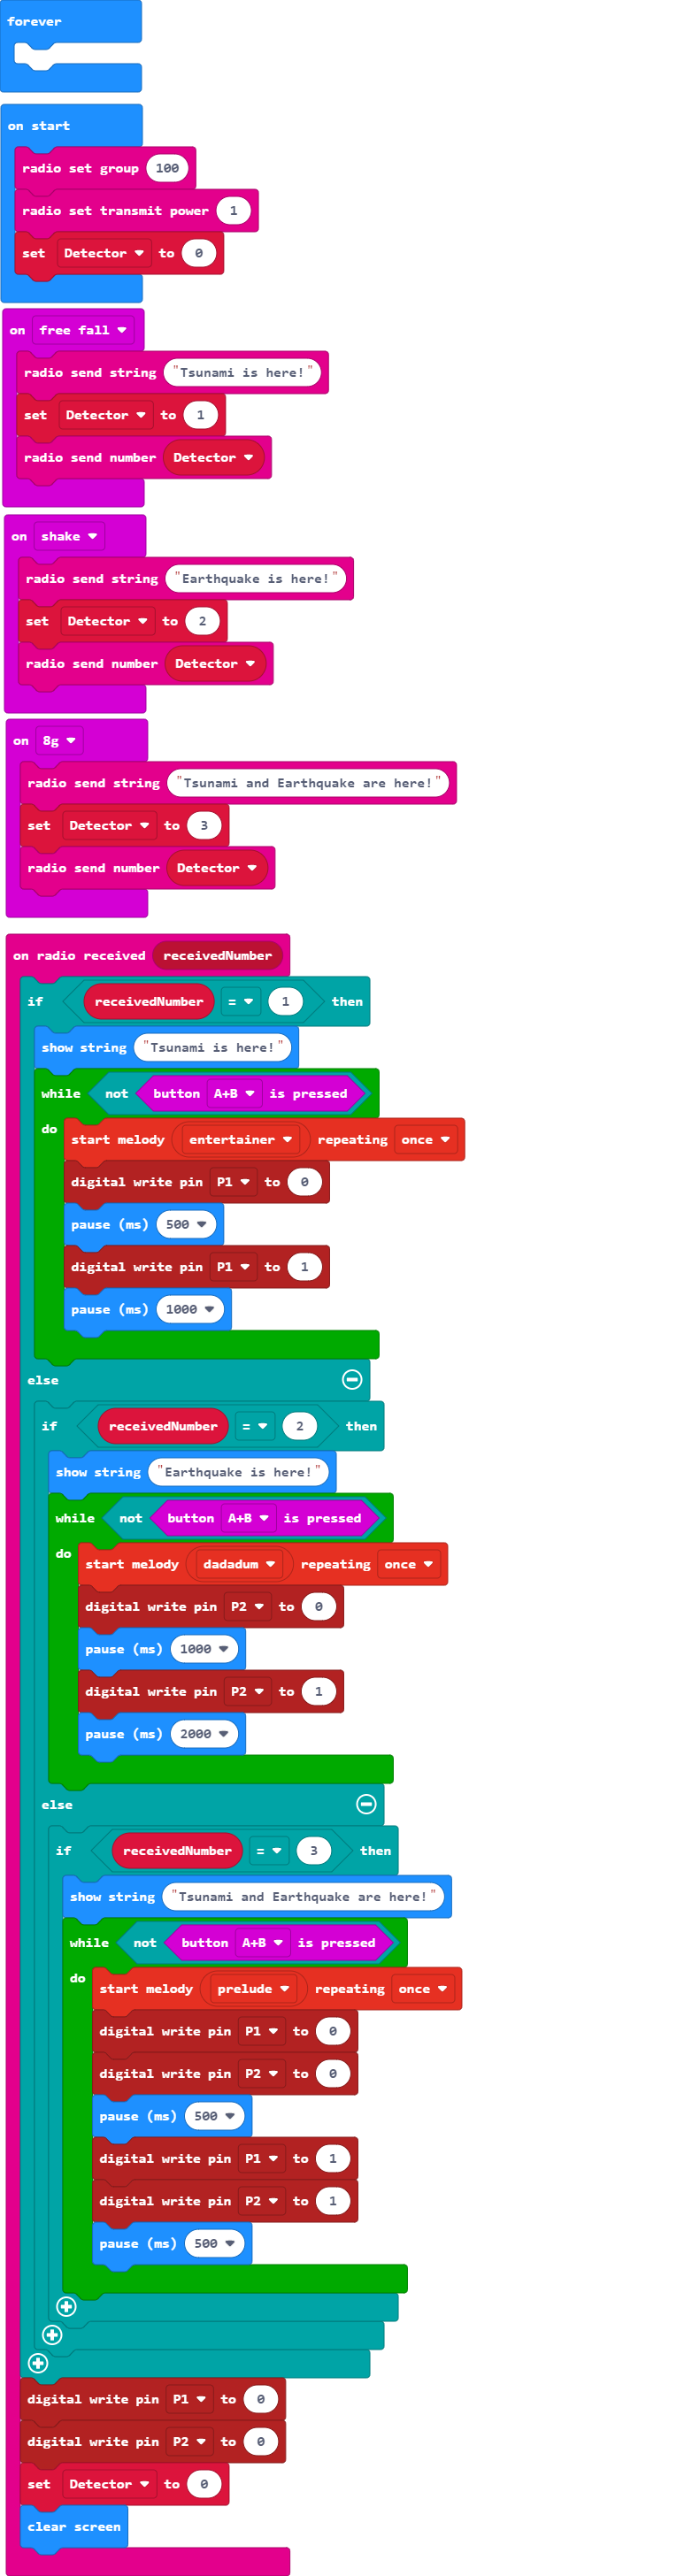 forever
on start
radio set group 100
radio set transmit power 1
set Detector to 0
on free fall
radio send string "Tsunami is here!"
set Detector to 1
radio send number Detector
on shake
radio send string "Earthquake is here!"
set Detector to 2
radio send number Detector
on 8g
radio send string "Tsunami and Earthquake are here!"
set Detector to 3
radio send number Detector
on radio received receivedNumber
if receivedNumber = 1 then
show string "Tsunami is here!"
while not button A+B is pressed
do
start melody entertainer repeating once
digital write pin P1 to 0
pause (ms) 500
digital write pin P1 to 1
pause (ms) 1000
else
if receivedNumber = 2 then
show string "Earthquake is here!"
while not button A+B is pressed
do
start melody dadadum repeating once
digital write pin P2 to 0
pause (ms) 1000
digital write pin P2 to 1
pause (ms) 2000
else
if receivedNumber = 3 then
show string "Tsunami and Earthquake are here!"
while not button A+B is pressed
do
start melody prelude repeating once
digital write pin P1 to 0
digital write pin P2 to 0
pause (ms) 500
digital write pin P1 to 1
digital write pin P2 to 1
pause (ms) 500
digital write pin P1 to 0
digital write pin P2 to 0
set Detector to 0
clear screen